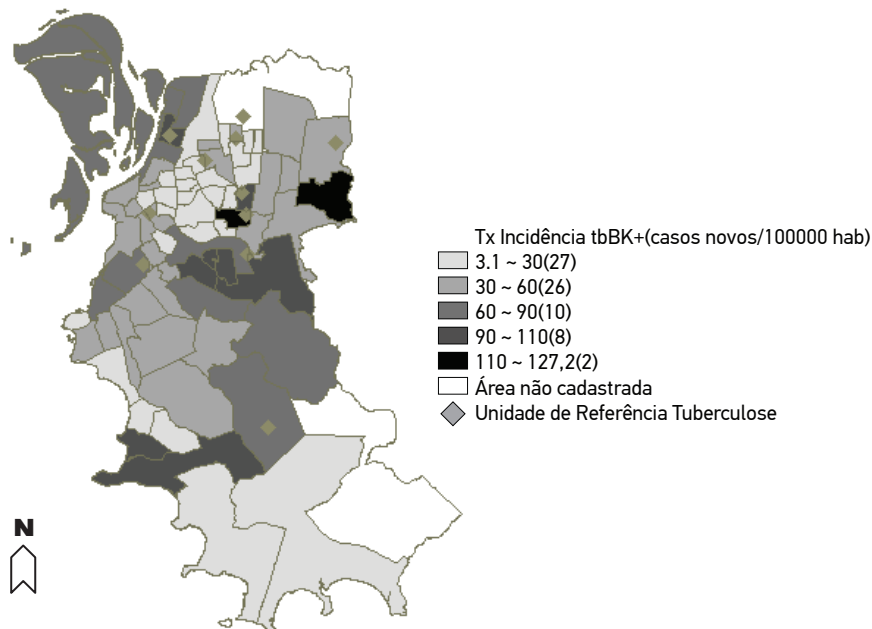 Tx Incidência tbBK+(casos novos/100000 hab)
3.1 ~ 30(27)
30 ~ 60(26)
60 ~ 90(10)
90 ~ 110(8)
110 ~ 127,2(2)
Área não cadastrada
Unidade de Referência Tuberculose
N